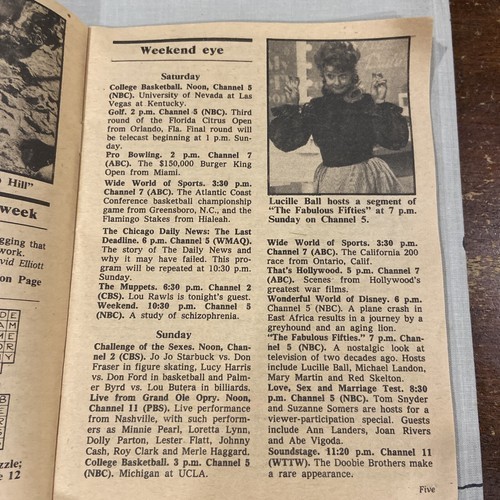 Hill"
week
gging that
work.
vid Elliott
on Page
zzle;
e 12
Weekend eye
Saturday
College Basketball. Noon, Channel 5
(NBC). University of Nevada at Las
Vegas at Kentucky.
Golf. 2 p.m. Channel 5 (NBC). Third
round of the Florida Citrus Open
from Orlando, Fla. Final round will
be telecast beginning at 1 p.m. Sun-
day.
Pro Bowling. 2 p.m. Channel 7
(ABC). The $150,000 Burger King
Open from Miami.
Wide World of Sports. 3:30 p.m.
Channel 7 (ABC). The Atlantic Coast
Conference basketball championship
game from Greensboro, N.C., and the
Flamingo Stakes from Hialeah.
The Chicago Daily News: The Last
Deadline. 6 p.m. Channel 5 (WMAQ).
The story of The Daily News and
why it may have failed. This pro-
gram will be repeated at 10:30 p.m.
Sunday.
The Muppets. 6:30 p.m. Channel 2
(CBS). Lou Rawls is tonight's guest.
Weekend. 10:30 p.m. Channel 5
(NBC). A study of schizophrenia.
Sunday
Challenge of the Sexes. Noon, Chan-
nel 2 (CBS). Jo Jo Starbuck vs. Don
Fraser in figure skating, Lucy Harris
vs. Don Ford in basketball and Palm-
er Byrd vs. Lou Butera in billiards.
Live from Grand Ole Opry. Noon,
Channel 11 (PBS). Live performance
from Nashville, with such perform-
ers as Minnie Pearl, Loretta Lynn,
Dolly Parton, Lester Flatt, Johnny
Cash, Roy Clark and Merle Haggard.
College Basketball. 3 p.m. Channel 5
(NBC). Michigan at UCLA.
Lucille Ball hosts a segment of
"The Fabulous Fifties" at 7 p.m.
Sunday on Channel 5.
Wide World of Sports. 3:30 p.m.
Channel 7 (ABC). The California 200
race from Ontario, Calif.
That's Hollywood. 5 p.m. Channel 7
(ABC). Scenes from Hollywood's
greatest war films.
Wonderful World of Disney. 6 p.m.
Channel 5 (NBC). A plane crash in
East Africa results in a journey by a
greyhound and an aging lion.
"The Fabulous Fifties." 7 p.m. Chan-
nel 5 (NBC). A nostalgic look at
television of two decades ago. Hosts
include Lucille Ball, Michael Landon,
Mary Martin and Red Skelton.
Love, Sex and Marriage Test. 8:30
p.m. Channel 5 (NBC). Tom Snyder
and Suzanne Somers are hosts for a
viewer-participation special. Guests
include Ann Landers, Joan Rivers
and Abe Vigoda.
Soundstage. 11:20 p.m. Channel 11
(WTTW). The Doobie Brothers make
a rare appearance.
Five